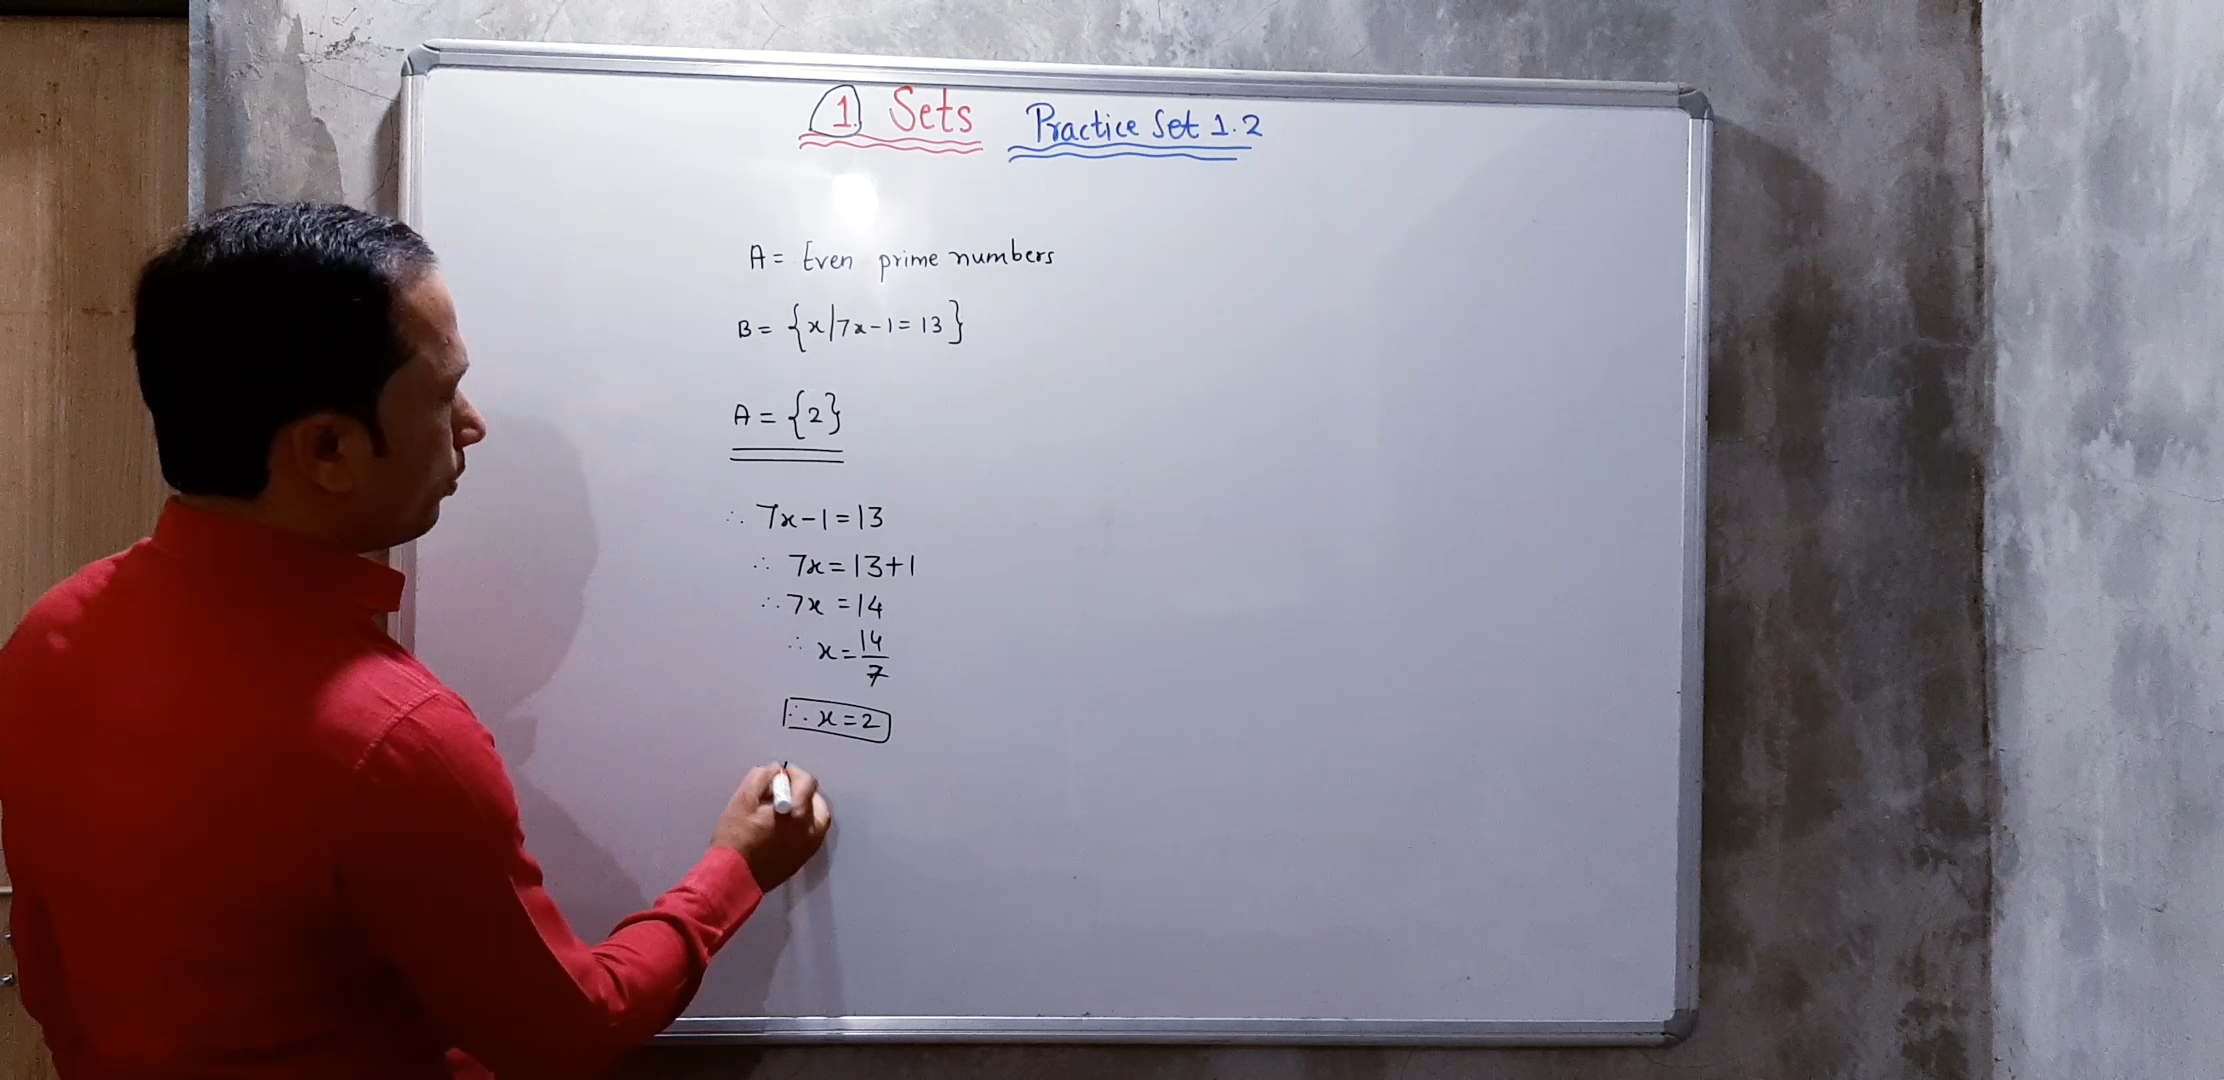 1. Sets Practice Set 1.2
A = Even prime numbers
B = {x/7x-1=13}
A = {2}
∴ 7x-1=13
∴ 7x=13+1
∴ 7x=14
∴ x=14/7
∴ x=2